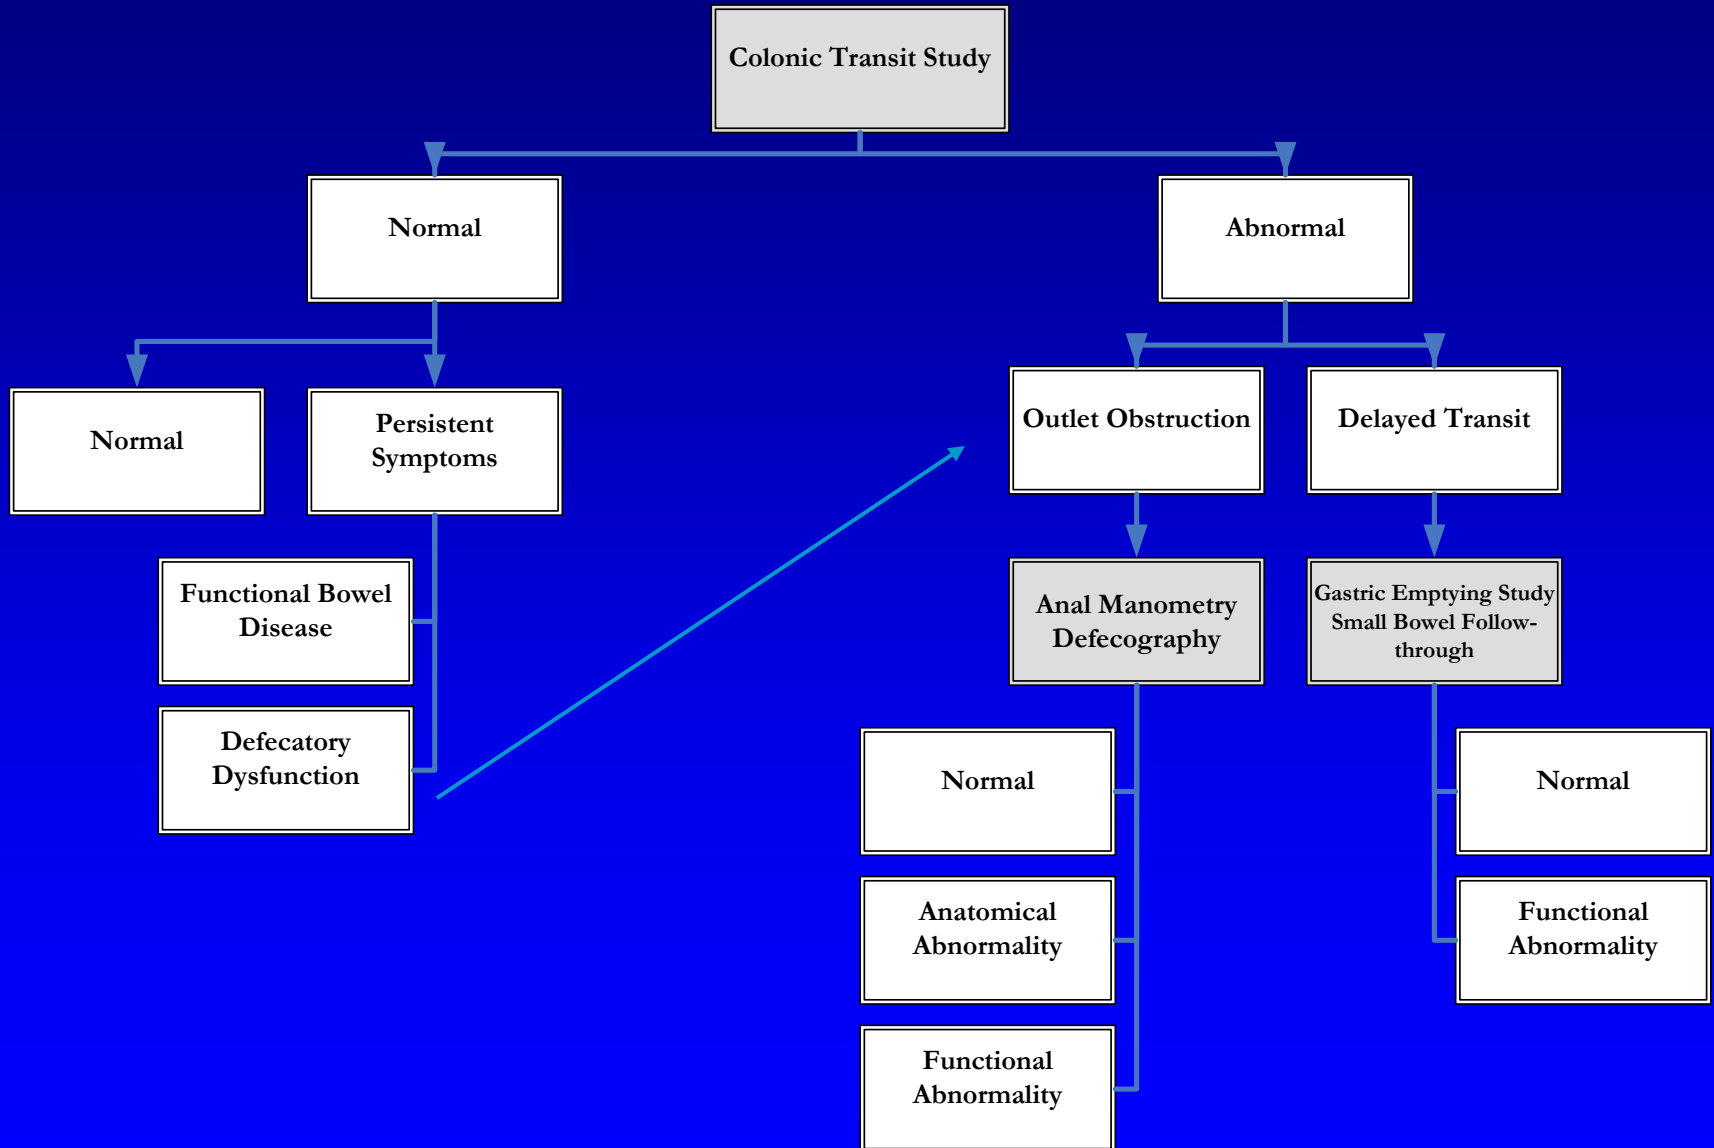 Colonic Transit Study
Normal
Abnormal
Normal
Persistent
Symptoms
Outlet Obstruction
Delayed Transit
Functional Bowel
Disease
Anal Manometry
Defecography
Gastric Emptying Study
Small Bowel Follow-
through
Defecatory
Dysfunction
Normal
Normal
Anatomical
Abnormality
Functional
Abnormality
Functional
Abnormality